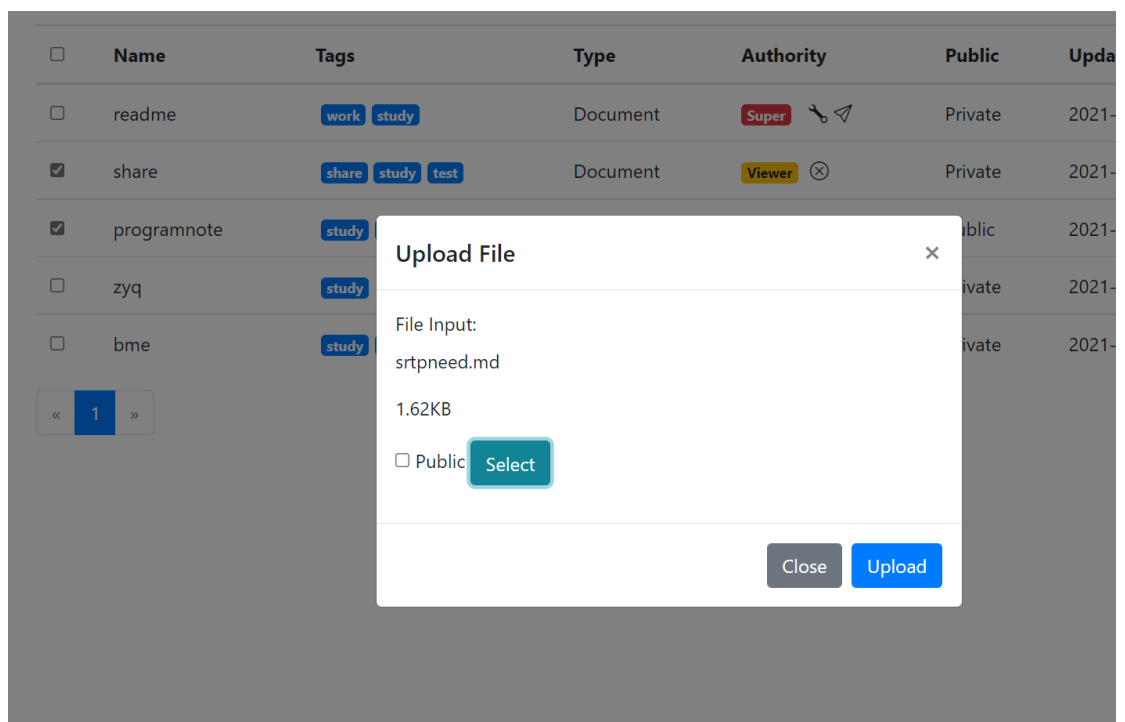 Name Tags Type Authority Public Upda
readme work study Document Super Private 2021-
share share study test Document Viewer Private 2021-
programnote study ublic 2021-
zyq study ivate 2021-
bme study ivate 2021-
« 1 »
Upload File ×
File Input:
srtpneed.md
1.62KB
Public Select
Close Upload